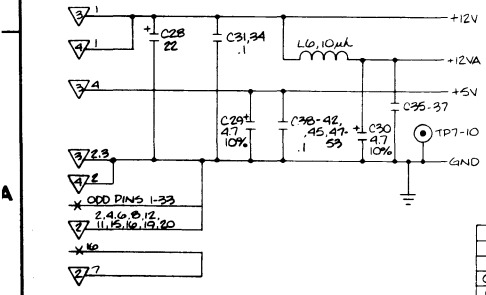 3 1
+12V
4 1
+ C28
22
C31,34
.1
L6, 10µh
+12VA
3 4
+5V
C29 +
4.7
10%
C38-42,
,45,47-
53
.1
+ C30
4.7
10%
C35-37
TP7-10
3 2.3
GND
4 2
A
ODD PINS 1-33
2,4,6,8,12,
11,15,16,19,20
2
16
2 7